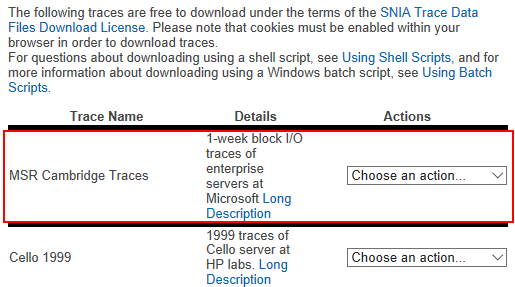 The following traces are free to download under the terms of the SNIA Trace Data
Files Download License. Please note that cookies must be enabled within your
browser in order to download traces.
For questions about downloading using a shell script, see Using Shell Scripts, and for
more information about downloading using a Windows batch script, see Using Batch
Scripts.
Trace Name Details Actions
1-week block I/O
traces of
enterprise
MSR Cambridge Traces servers at Choose an action...
Microsoft Long
Description
1999 traces of
Cello server at
Cello 1999 HP labs. Long Choose an action...
Description